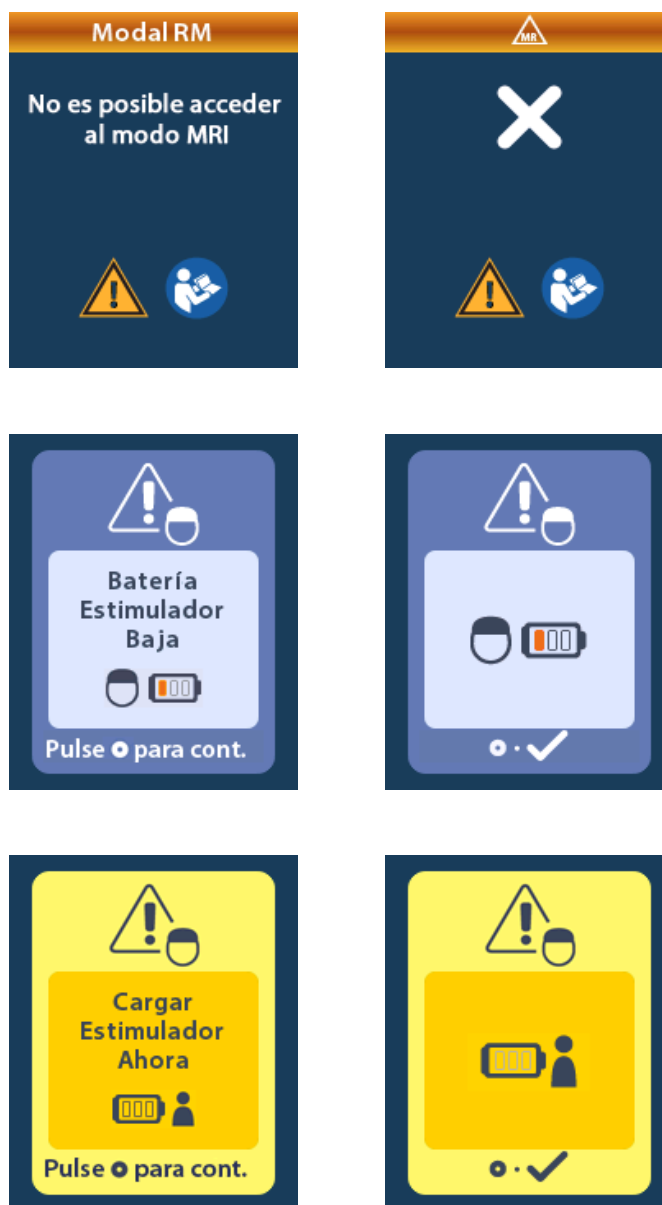 Modal RM
No es posible acceder
al modo MRI
MR
Batería
Estimulador
Baja
Pulse para cont.
Cargar
Estimulador
Ahora
Pulse para cont.